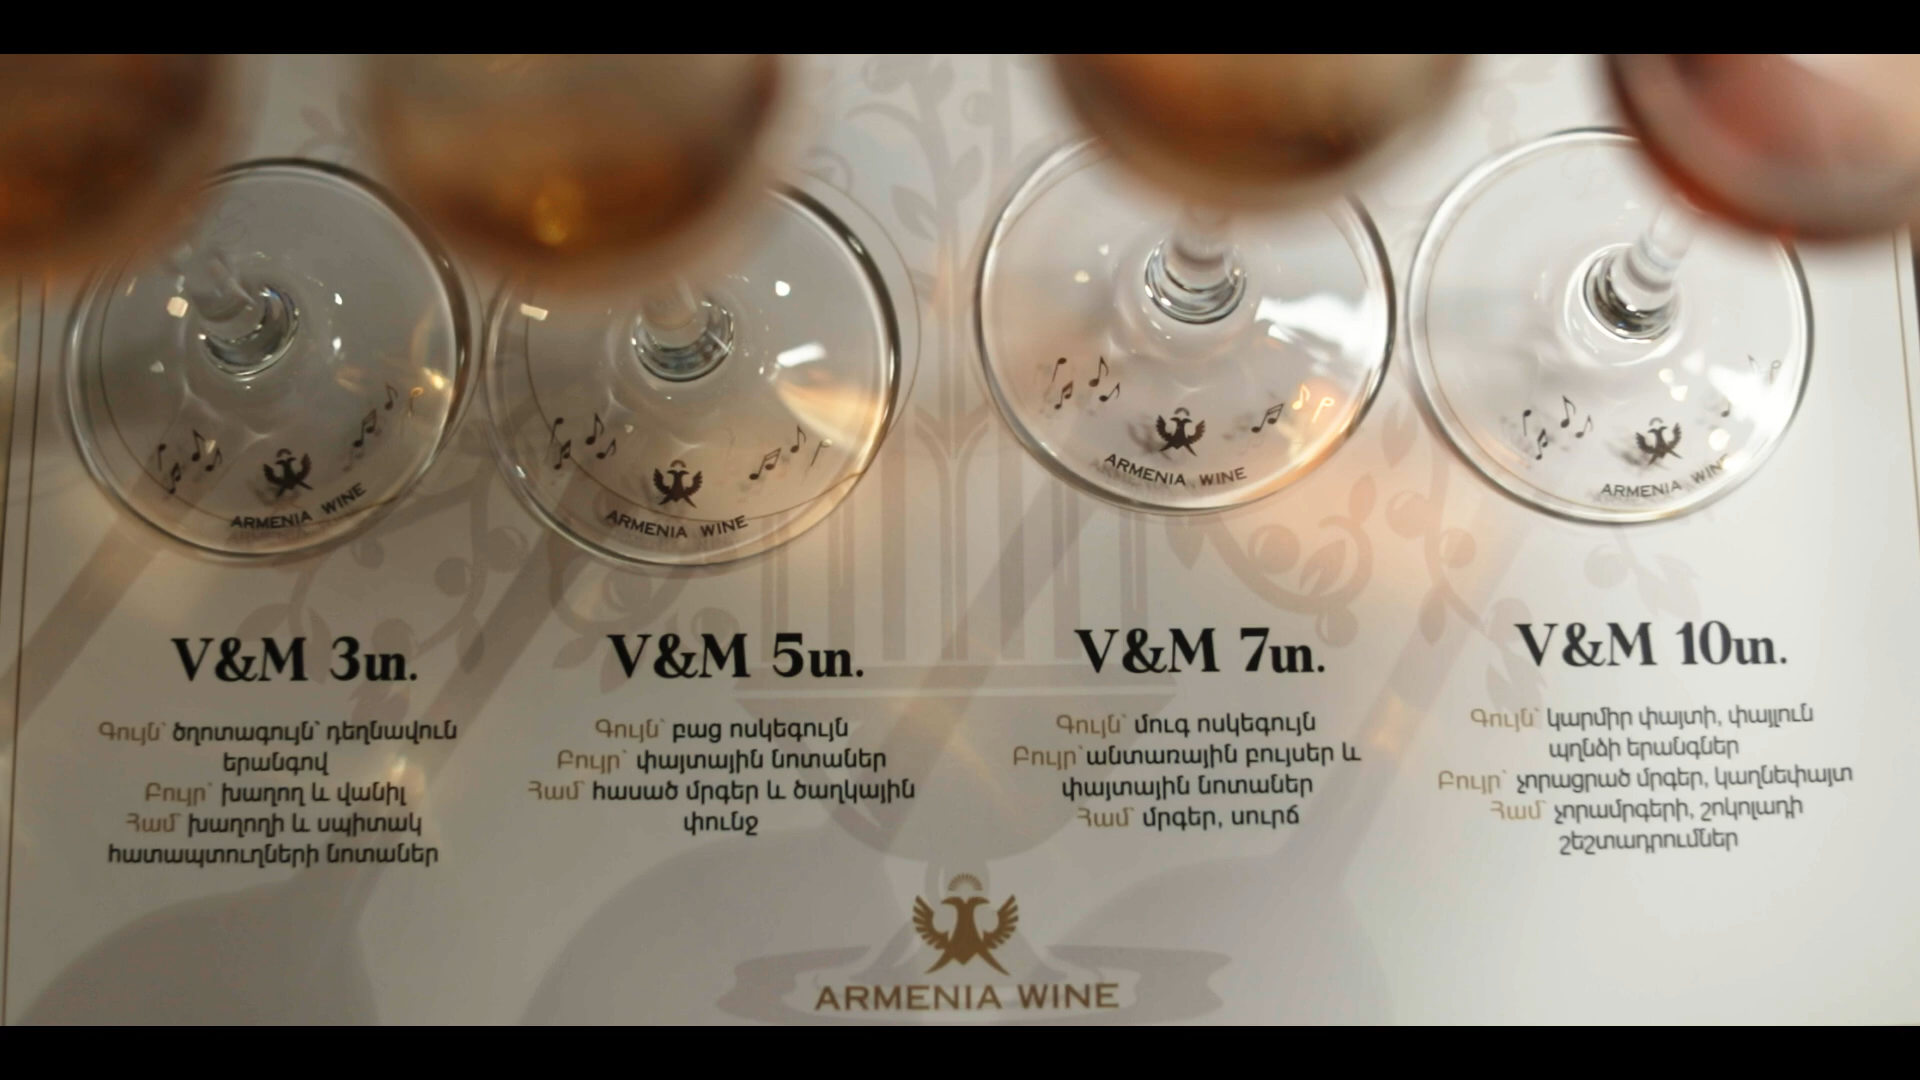 ARMENIA WINE
ARMENIA WINE
ARMENIA WINE
ARMENIA WINE
V&M 3տ.
Գույն՝ ծղոտագույն՝ դեղնավուն
երանգով
Բույր՝ խաղող և վանիլ
Համ՝ խաղողի և սպիտակ
հատապտուղների նոտաներ
V&M 5տ.
Գույն՝ բաց ոսկեգույն
Բույր՝ փայտային նոտաներ
Համ՝ հասած մրգեր և ծաղկային
փունջ
V&M 7տ.
Գույն՝ մուգ ոսկեգույն
Բույր՝ անտառային բույսեր և
փայտային նոտաներ
Համ՝ մրգեր, սուրճ
V&M 10տ.
Գույն՝ կարմիր փայտի, փայլուն
պղնձի երանգներ
Բույր՝ չորացրած մրգեր, կաղնեփայտ
Համ՝ չորամրգերի, շոկոլադի
շեշտադրումներ
ARMENIA WINE